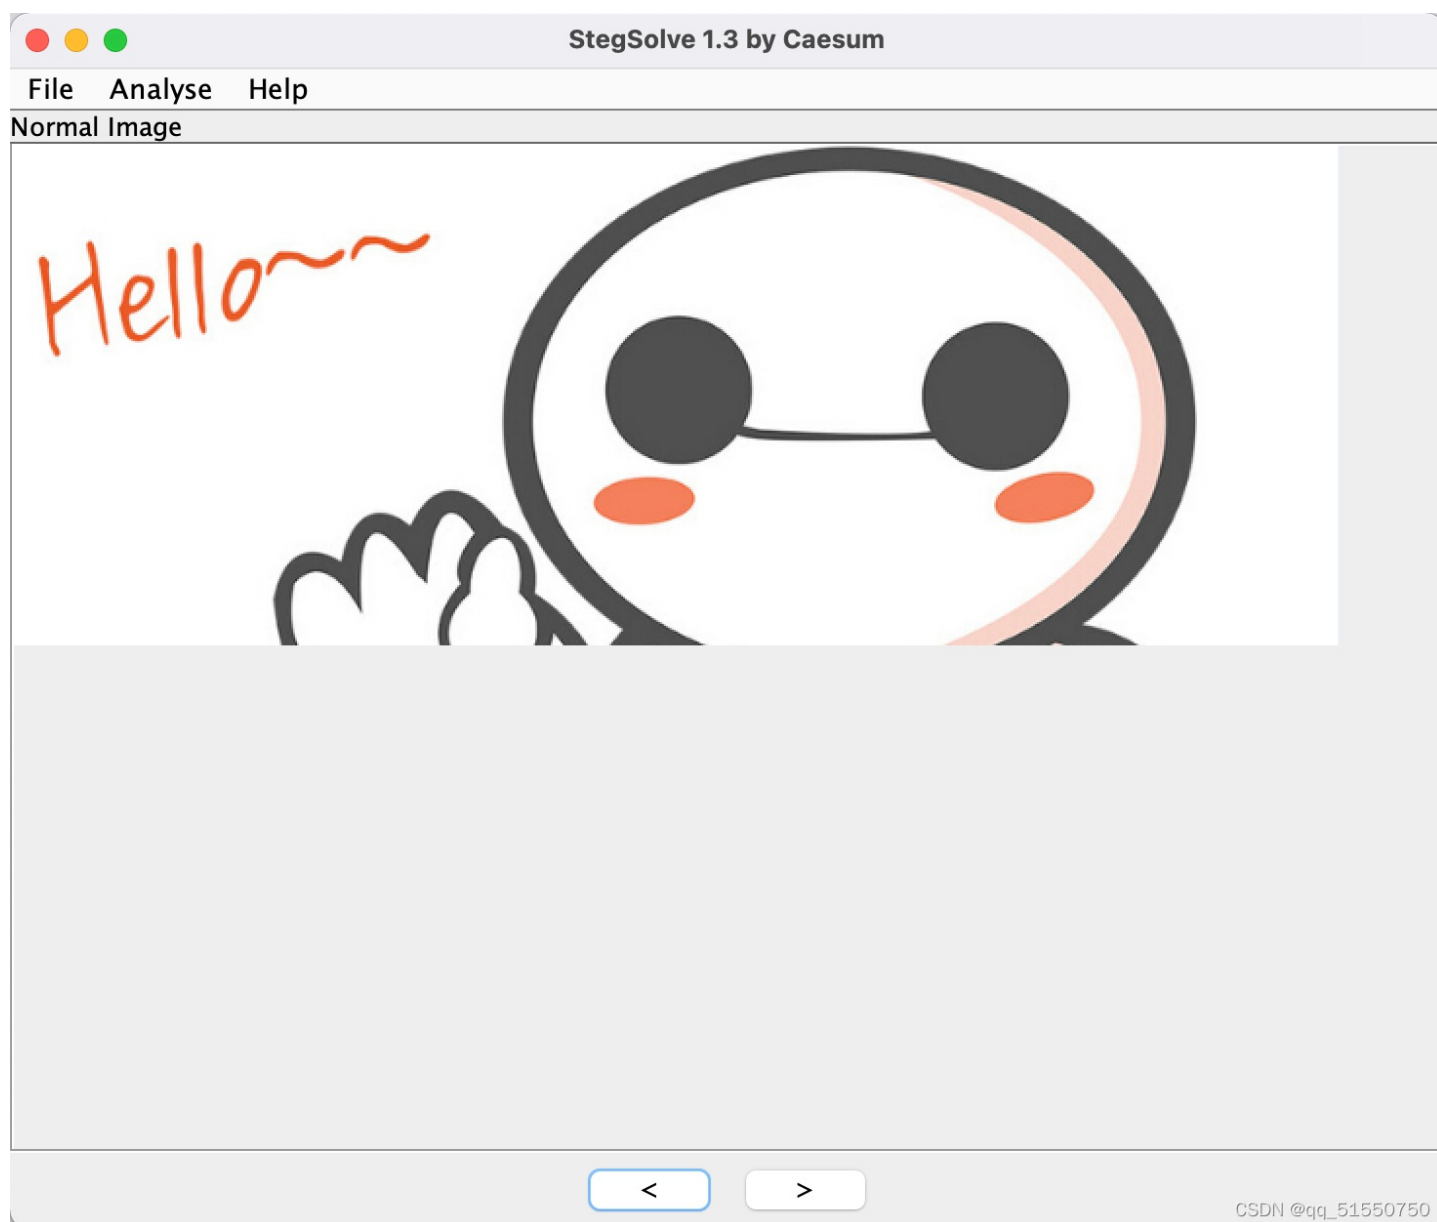 StegSolve 1.3 by Caesum
File Analyse Help
Normal Image
Hello~~
< >
CSDN @qq_51550750